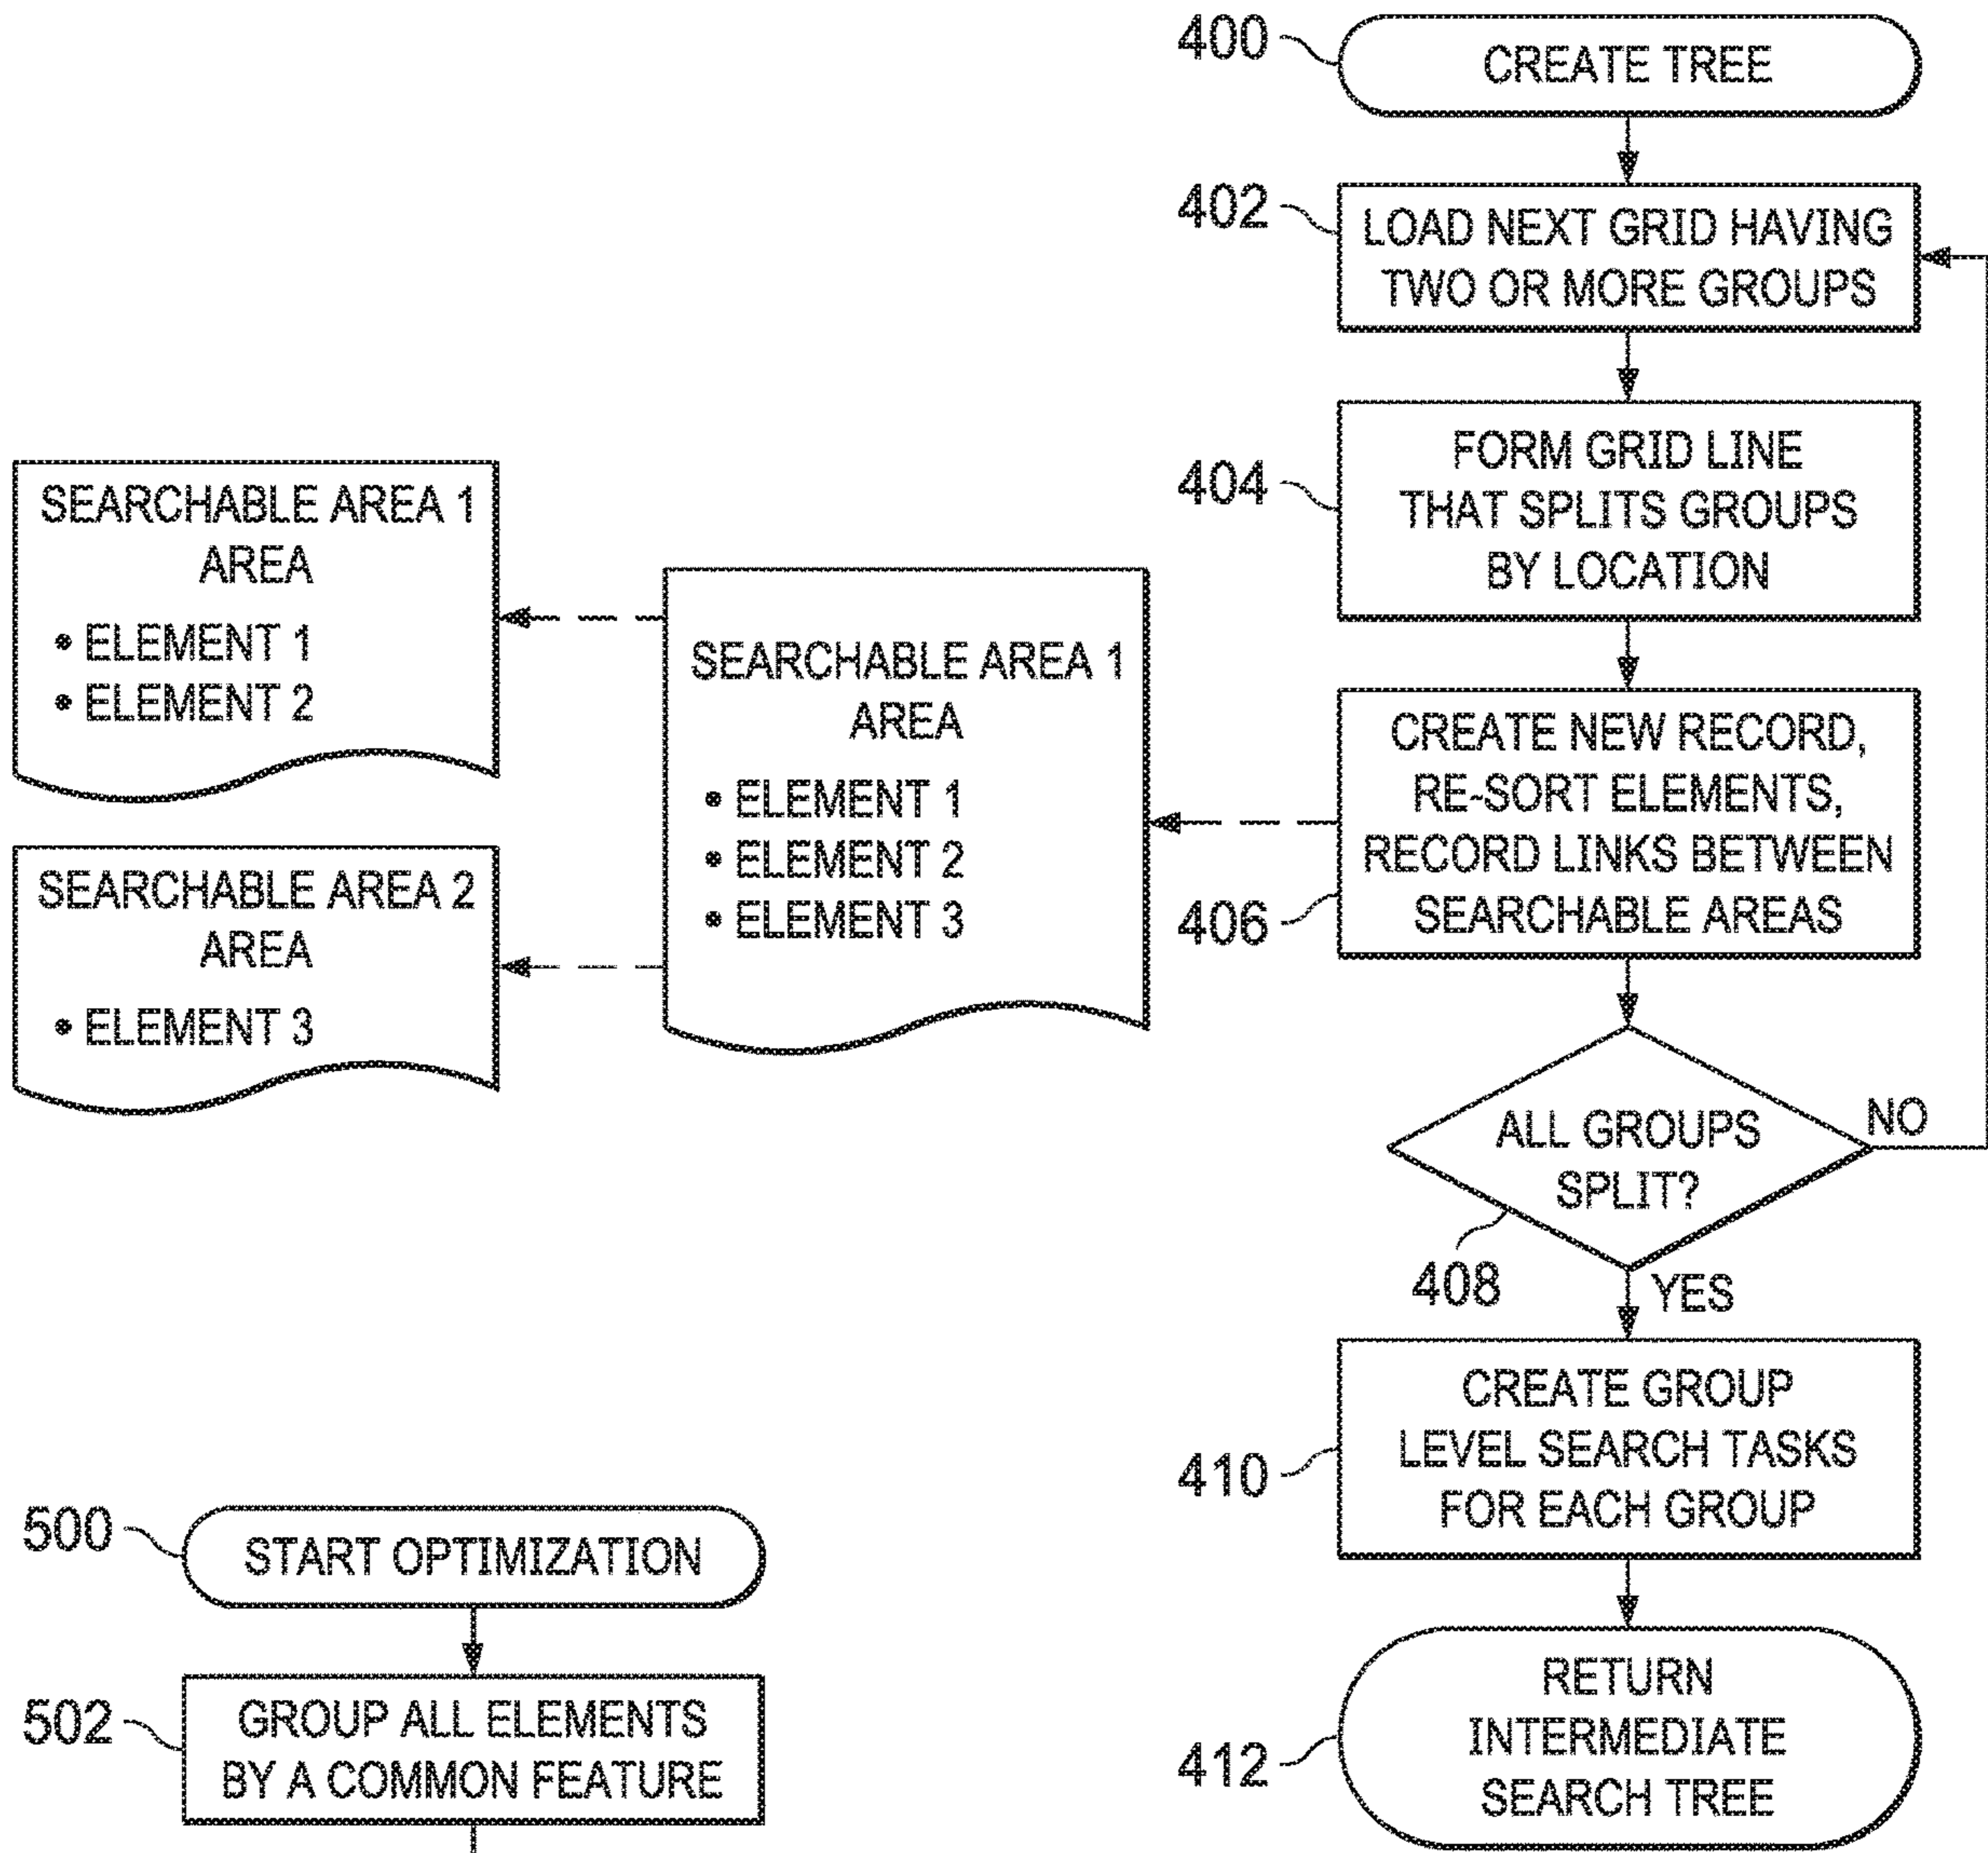 400
CREATE TREE
402
LOAD NEXT GRID HAVING
TWO OR MORE GROUPS
404
FORM GRID LINE
THAT SPLITS GROUPS
BY LOCATION
406
CREATE NEW RECORD,
RE-SORT ELEMENTS,
RECORD LINKS BETWEEN
SEARCHABLE AREAS
SEARCHABLE AREA 1
AREA
• ELEMENT 1
• ELEMENT 2
• ELEMENT 3
SEARCHABLE AREA 1
AREA
• ELEMENT 1
• ELEMENT 2
SEARCHABLE AREA 2
AREA
• ELEMENT 3
ALL GROUPS
SPLIT?
NO
408
YES
410
CREATE GROUP
LEVEL SEARCH TASKS
FOR EACH GROUP
412
RETURN
INTERMEDIATE
SEARCH TREE
500
START OPTIMIZATION
502
GROUP ALL ELEMENTS
BY A COMMON FEATURE